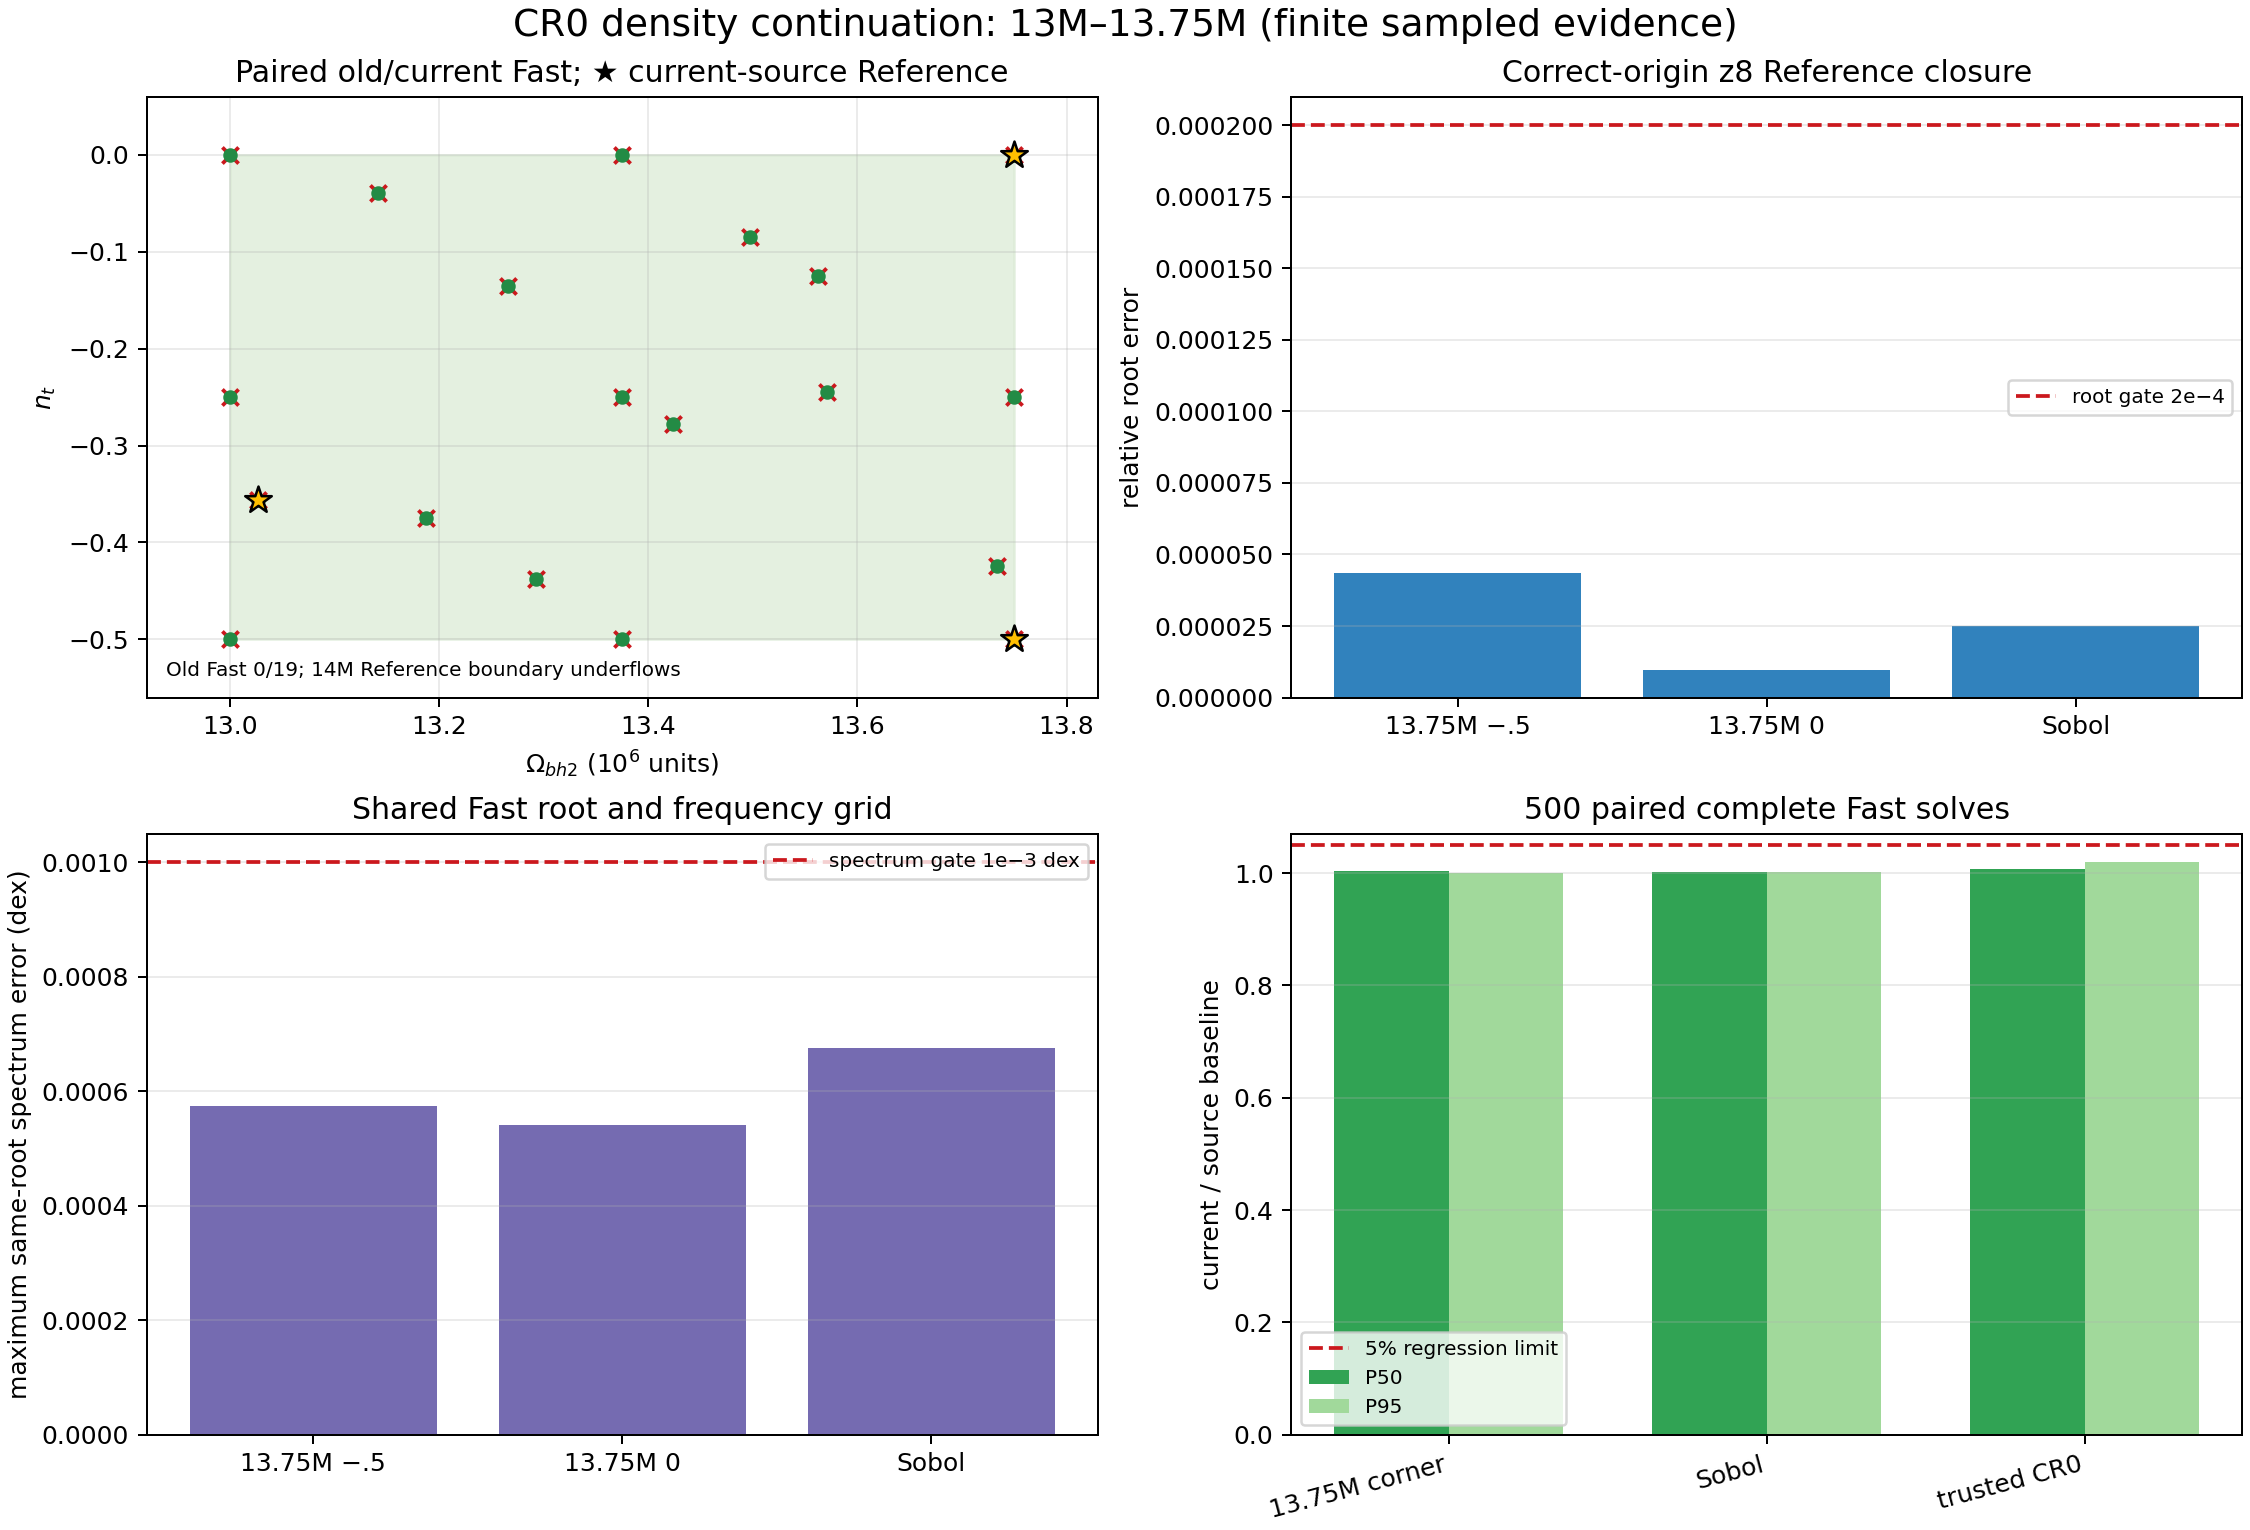 CR0 density continuation: 13M–13.75M (finite sampled evidence)
Paired old/current Fast; ★ current-source Reference
0.0
−0.1
−0.2
−0.3
−0.4
−0.5
n_t
Old Fast 0/19; 14M Reference boundary underflows
13.0 13.2 13.4 13.6 13.8
Ω_bh2 (10^6 units)
Correct-origin z8 Reference closure
0.000200
0.000175
0.000150
0.000125
0.000100
0.000075
0.000050
0.000025
0.000000
relative root error
root gate 2e−4
13.75M −.5 13.75M 0 Sobol
Shared Fast root and frequency grid
0.0010
0.0008
0.0006
0.0004
0.0002
0.0000
maximum same-root spectrum error (dex)
spectrum gate 1e−3 dex
13.75M −.5 13.75M 0 Sobol
500 paired complete Fast solves
1.0
0.8
0.6
0.4
0.2
0.0
current / source baseline
5% regression limit
P50
P95
13.75M corner Sobol trusted CR0